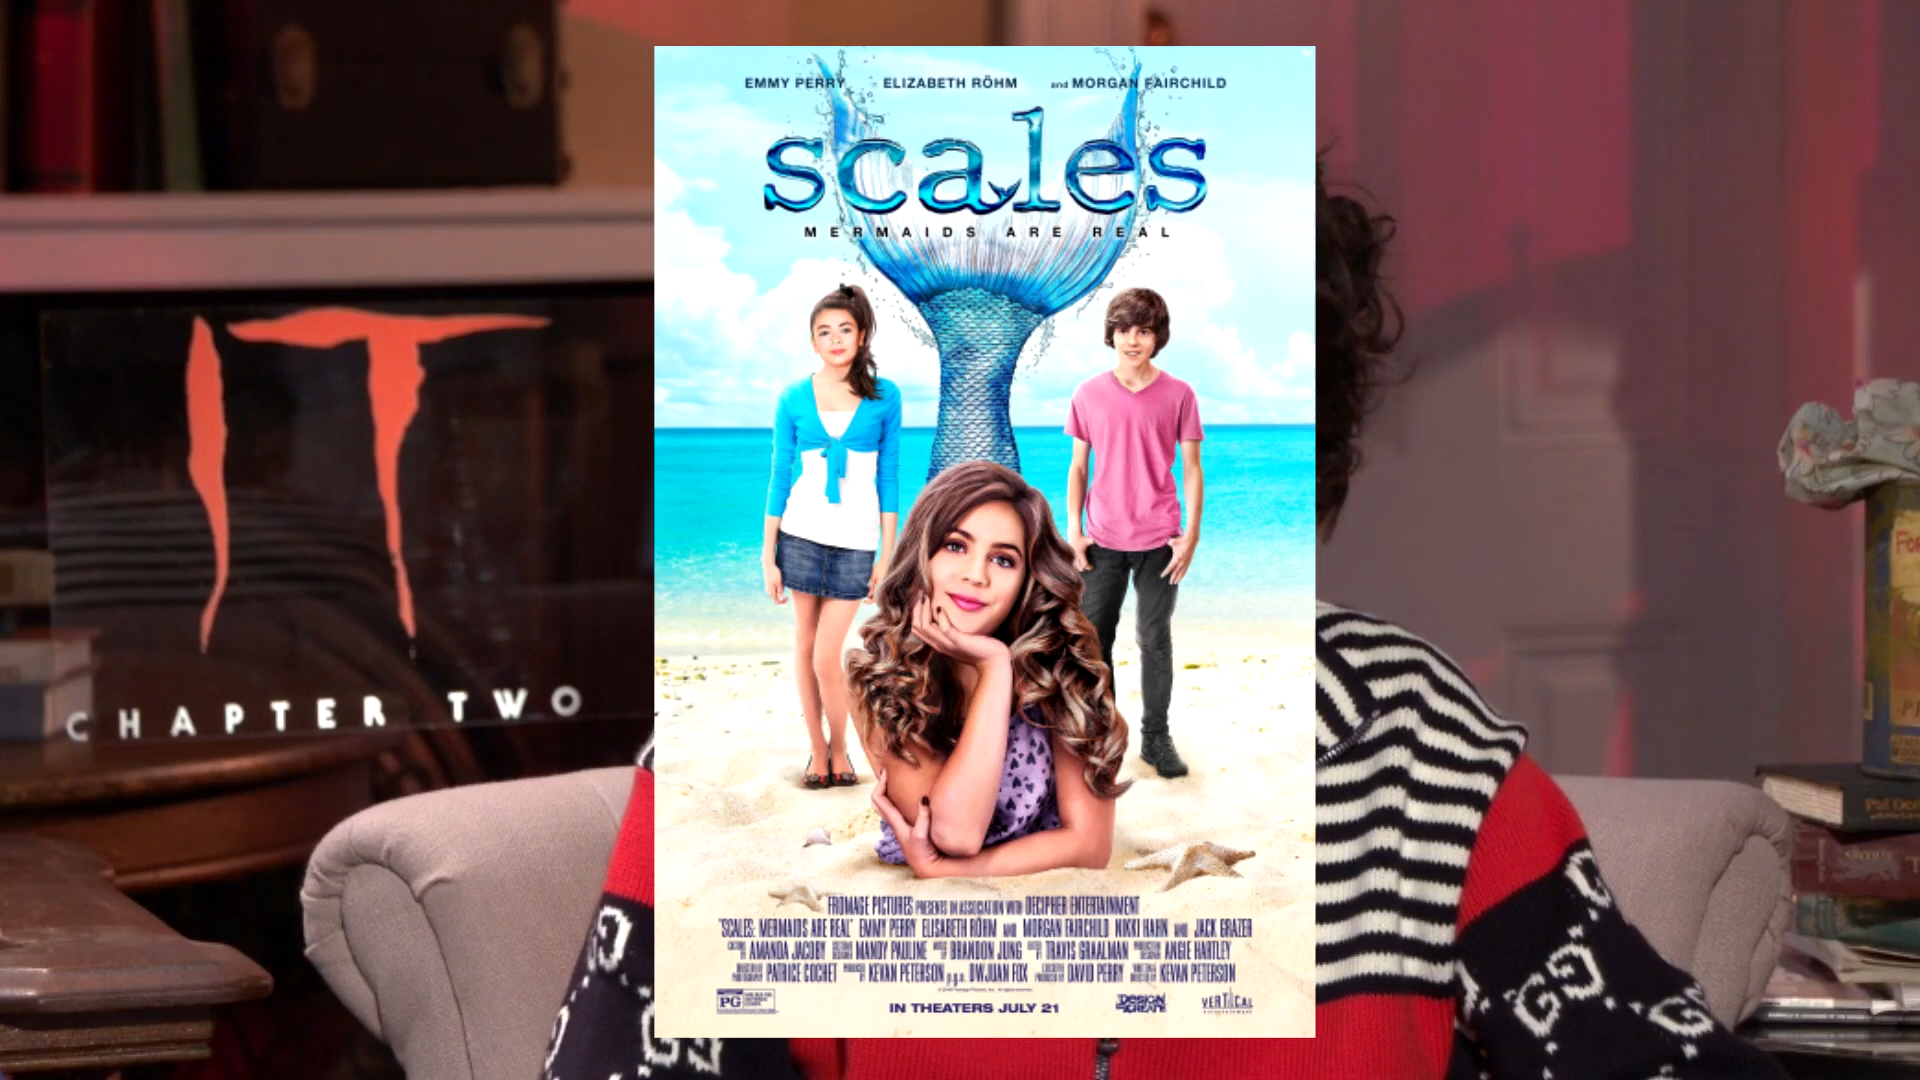 EMMY PERRY ELIZABETH RÖHM and MORGAN FAIRCHILD
scales
MERMAIDS ARE REAL
IT
CHAPTER TWO
FROMAGE PICTURES PRESENTS IN ASSOCIATION WITH DECIPHER ENTERTAINMENT
"SCALES: MERMAIDS ARE REAL" EMMY PERRY ELISABETH RÖHM AND MORGAN FAIRCHILD NIKKI HAHN AND JACK GRAZER
AMANDA JACOBY MANDY PAULINE BRANDON JUNG TRAVIS GRAALMAN ANGIE HARTLEY
PATRICE COCHET KEVAN PETERSON p.g.a. DWJUAN FOX DAVID PERRY KEVAN PETERSON
PG
IN THEATERS JULY 21
DESIGN
CREATE
VERTICAL